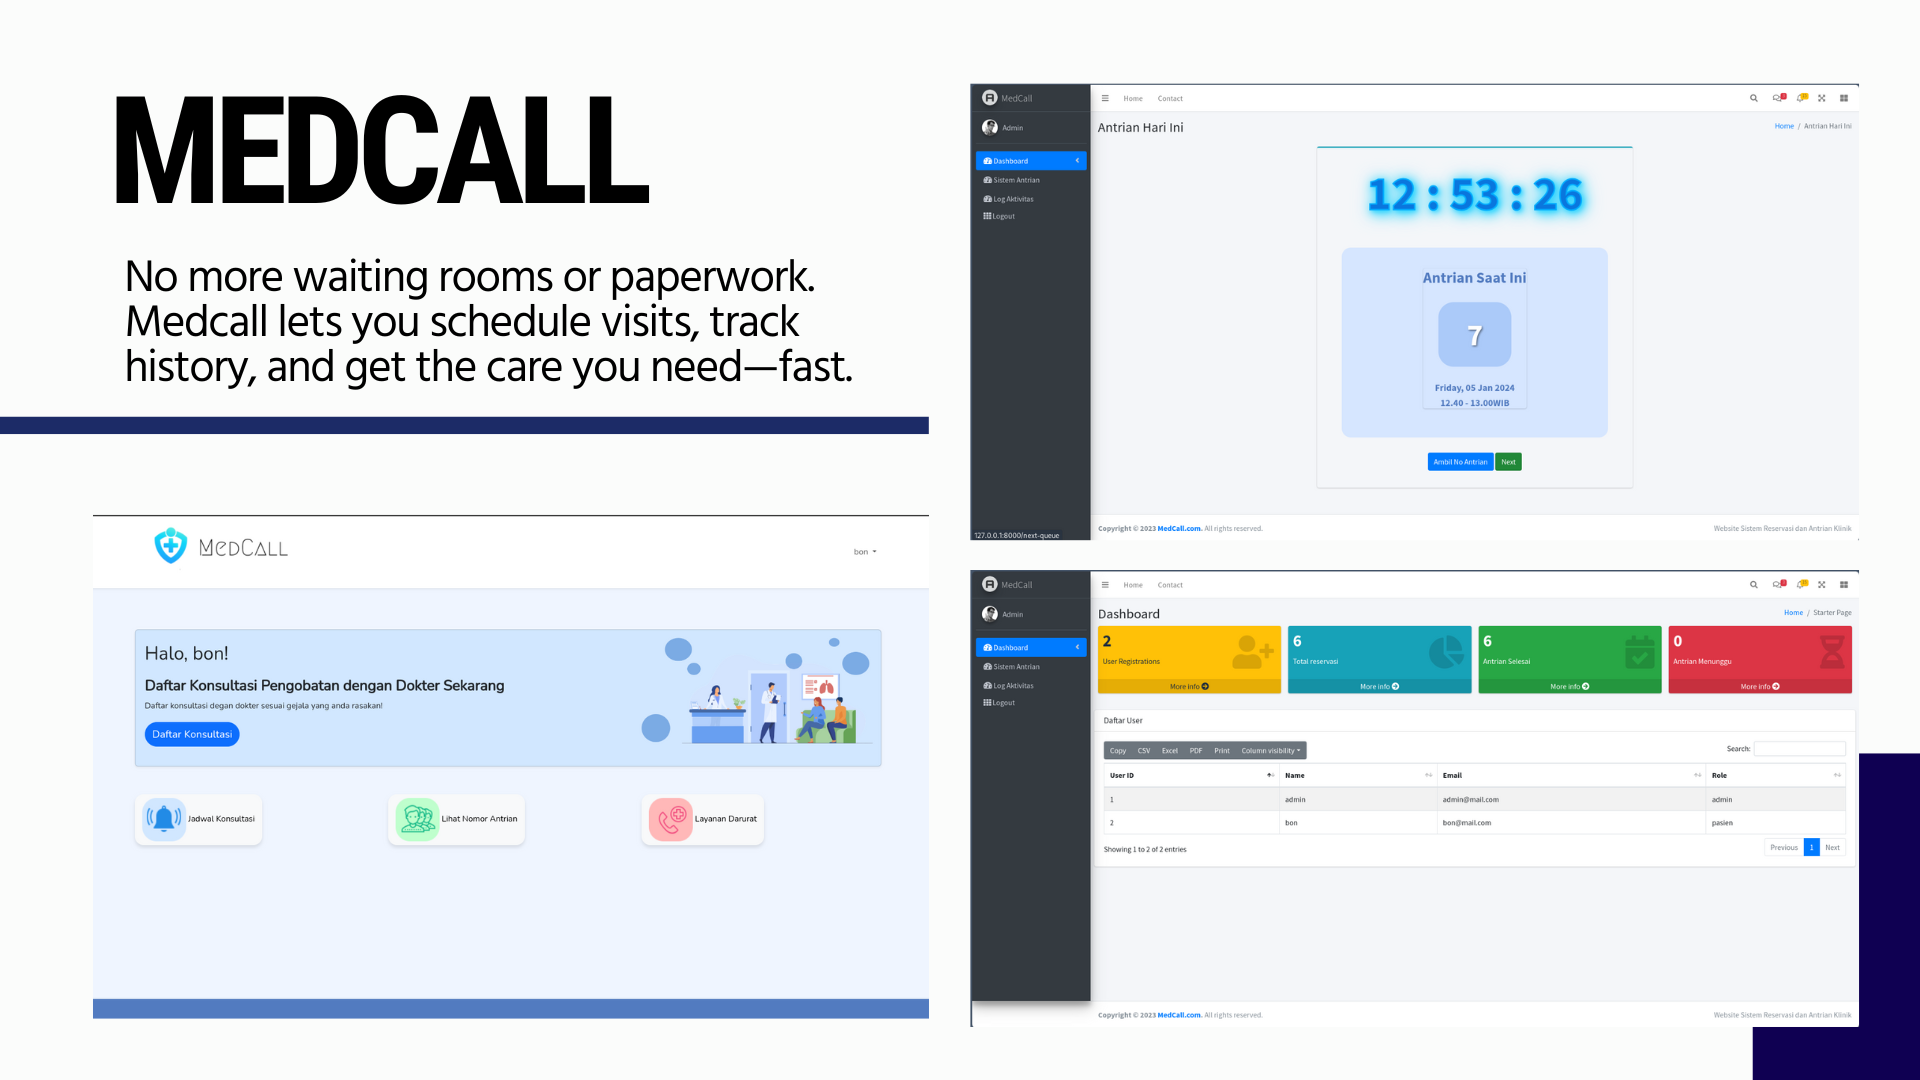 MEDCALL
No more waiting rooms or paperwork.
Medcall lets you schedule visits, track
history, and get the care you need—fast.
MEDCALL
bon
Halo, bon!
Daftar Konsultasi Pengobatan dengan Dokter Sekarang
Daftar konsultasi degan dokter sesuai gejala yang anda rasakan!
Daftar Konsultasi
Jadwal Konsultasi
Lihat Nomor Antrian
Layanan Darurat
MedCall
Home Contact
Admin
Dashboard
Sistem Antrian
Log Aktivitas
Logout
Antrian Hari Ini
Home / Antrian Hari Ini
12 : 53 : 26
Antrian Saat Ini
7
Friday, 05 Jan 2024
12.40 - 13.00WIB
Ambil No Antrian Next
127.0.0.1:8000/next-queue
Copyright © 2023 MedCall.com. All rights reserved.
Website Sistem Reservasi dan Antrian Klinik
MedCall
Home Contact
Admin
Dashboard
Sistem Antrian
Log Aktivitas
Logout
Dashboard
Home / Starter Page
2
User Registrations
More info
6
Total reservasi
More info
6
Antrian Selesai
More info
0
Antrian Menunggu
More info
Daftar User
Copy CSV Excel PDF Print Column visibility
Search:
User ID Name Email Role
1 admin admin@mail.com admin
2 bon bon@mail.com pasien
Showing 1 to 2 of 2 entries
Previous 1 Next
Copyright © 2023 MedCall.com. All rights reserved.
Website Sistem Reservasi dan Antrian Klinik